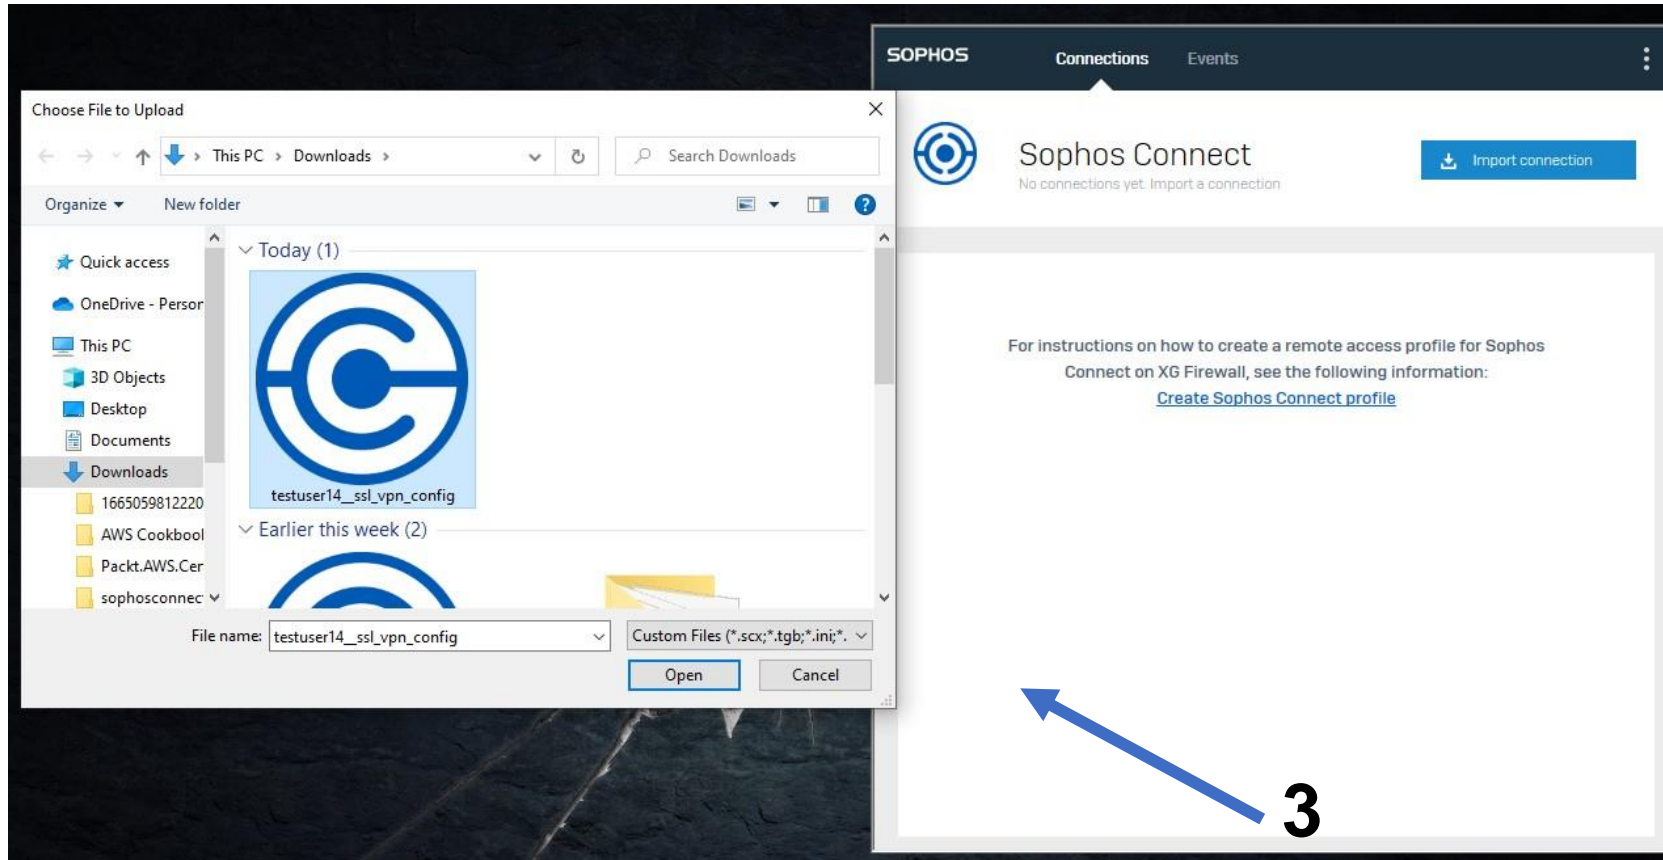 SOPHOS
Connections
Events
Choose File to Upload
This PC > Downloads >
Search Downloads
Sophos Connect
No connections yet. Import a connection
Import connection
Organize
New folder
Quick access
OneDrive - Person
This PC
3D Objects
Desktop
Documents
Downloads
1665059812220
AWS Cookbool
Packt.AWS.Cer
sophosconnec
Today (1)
testuser14__ssl_vpn_config
Earlier this week (2)
For instructions on how to create a remote access profile for Sophos
Connect on XG Firewall, see the following information:
Create Sophos Connect profile
File name: testuser14__ssl_vpn_config
Custom Files (*.scx;*.tgb;*.ini;*.
Open
Cancel
3